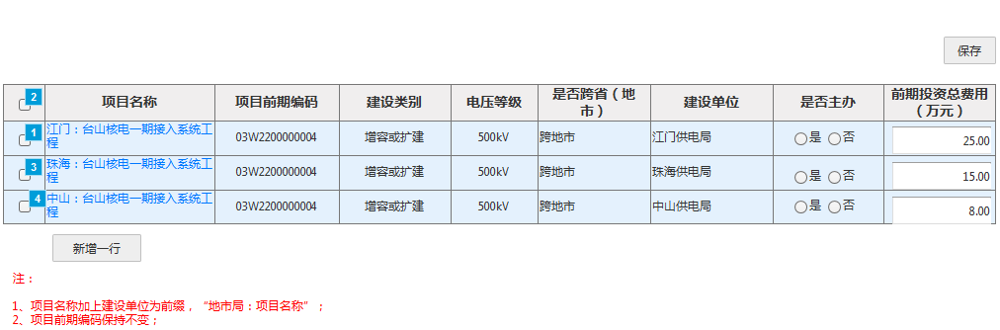 保存
2 项目名称 项目前期编码 建设类别 电压等级 是否跨省（地市） 建设单位 是否主办 前期投资总费用（万元）
1 江门：台山核电一期接入系统工程 03W2200000004 增容或扩建 500kV 跨地市 江门供电局 是 否 25.00
3 珠海：台山核电一期接入系统工程 03W2200000004 增容或扩建 500kV 跨地市 珠海供电局 是 否 15.00
4 中山：台山核电一期接入系统工程 03W2200000004 增容或扩建 500kV 跨地市 中山供电局 是 否 8.00
新增一行
注：
1、项目名称加上建设单位为前缀，“地市局：项目名称”；
2、项目前期编码保持不变；